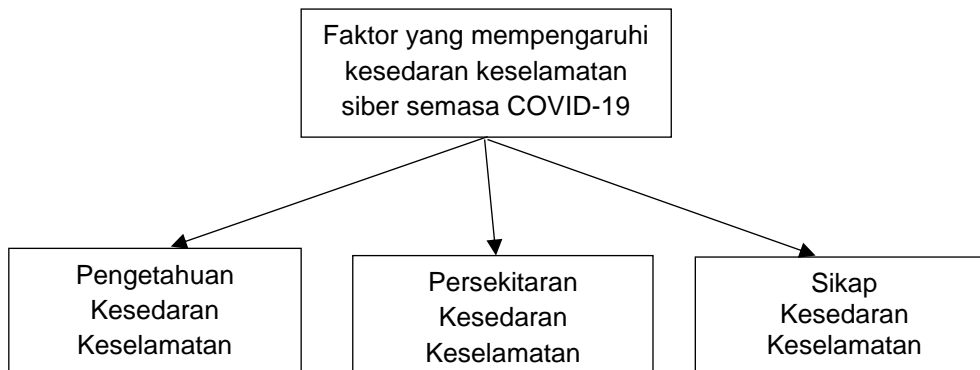 Faktor yang mempengaruhi
kesedaran keselamatan
siber semasa COVID-19
Pengetahuan
Kesedaran
Keselamatan
Persekitaran
Kesedaran
Keselamatan
Sikap
Kesedaran
Keselamatan